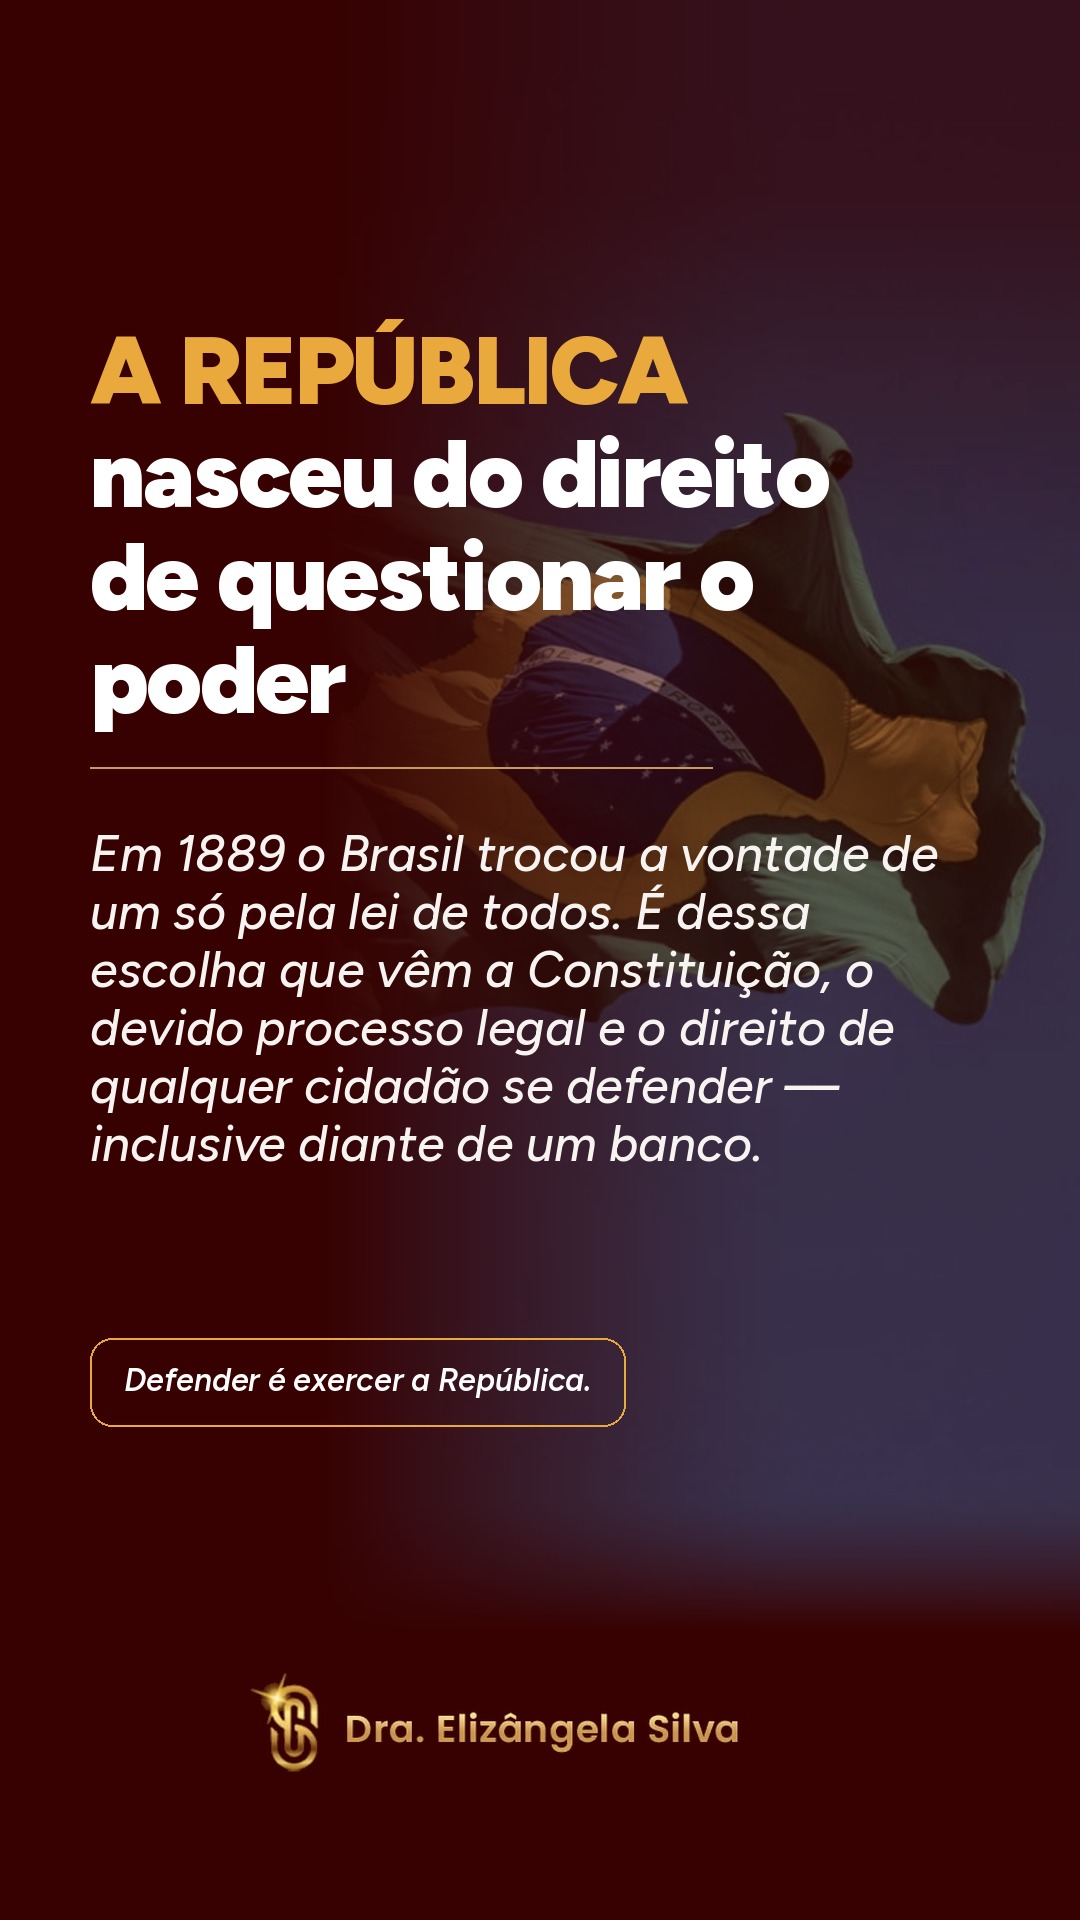 A REPÚBLICA
nasceu do direito
de questionar o
poder
Em 1889 o Brasil trocou a vontade de
um só pela lei de todos. É dessa
escolha que vêm a Constituição, o
devido processo legal e o direito de
qualquer cidadão se defender —
inclusive diante de um banco.
Defender é exercer a República.
Dra. Elizângela Silva